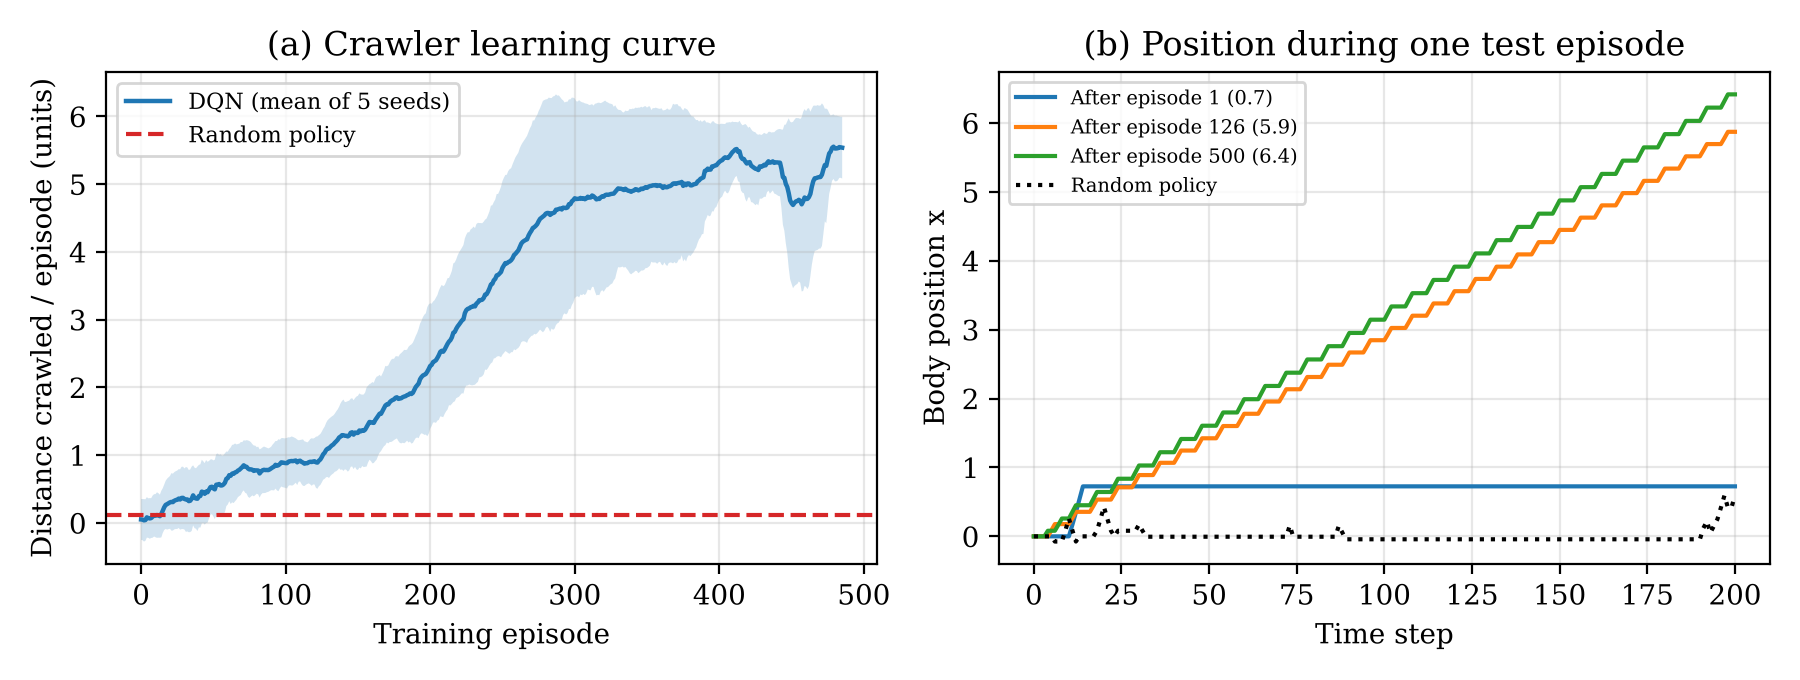 (a) Crawler learning curve
DQN (mean of 5 seeds)
Random policy
Distance crawled / episode (units)
6
5
4
3
2
1
0
0 100 200 300 400 500
Training episode
(b) Position during one test episode
After episode 1 (0.7)
After episode 126 (5.9)
After episode 500 (6.4)
Random policy
Body position x
6
5
4
3
2
1
0
0 25 50 75 100 125 150 175 200
Time step